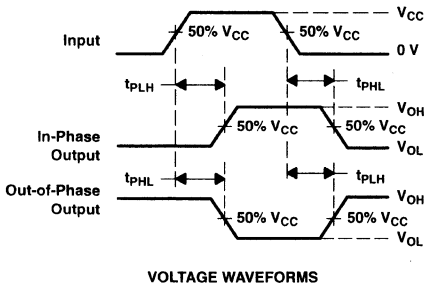 VCC
Input
50% VCC
50% VCC
0 V
tPLH
tPHL
VOH
In-Phase
Output
50% VCC
50% VCC
VOL
tPHL
tPLH
Out-of-Phase
Output
VOH
50% VCC
50% VCC
VOL
VOLTAGE WAVEFORMS